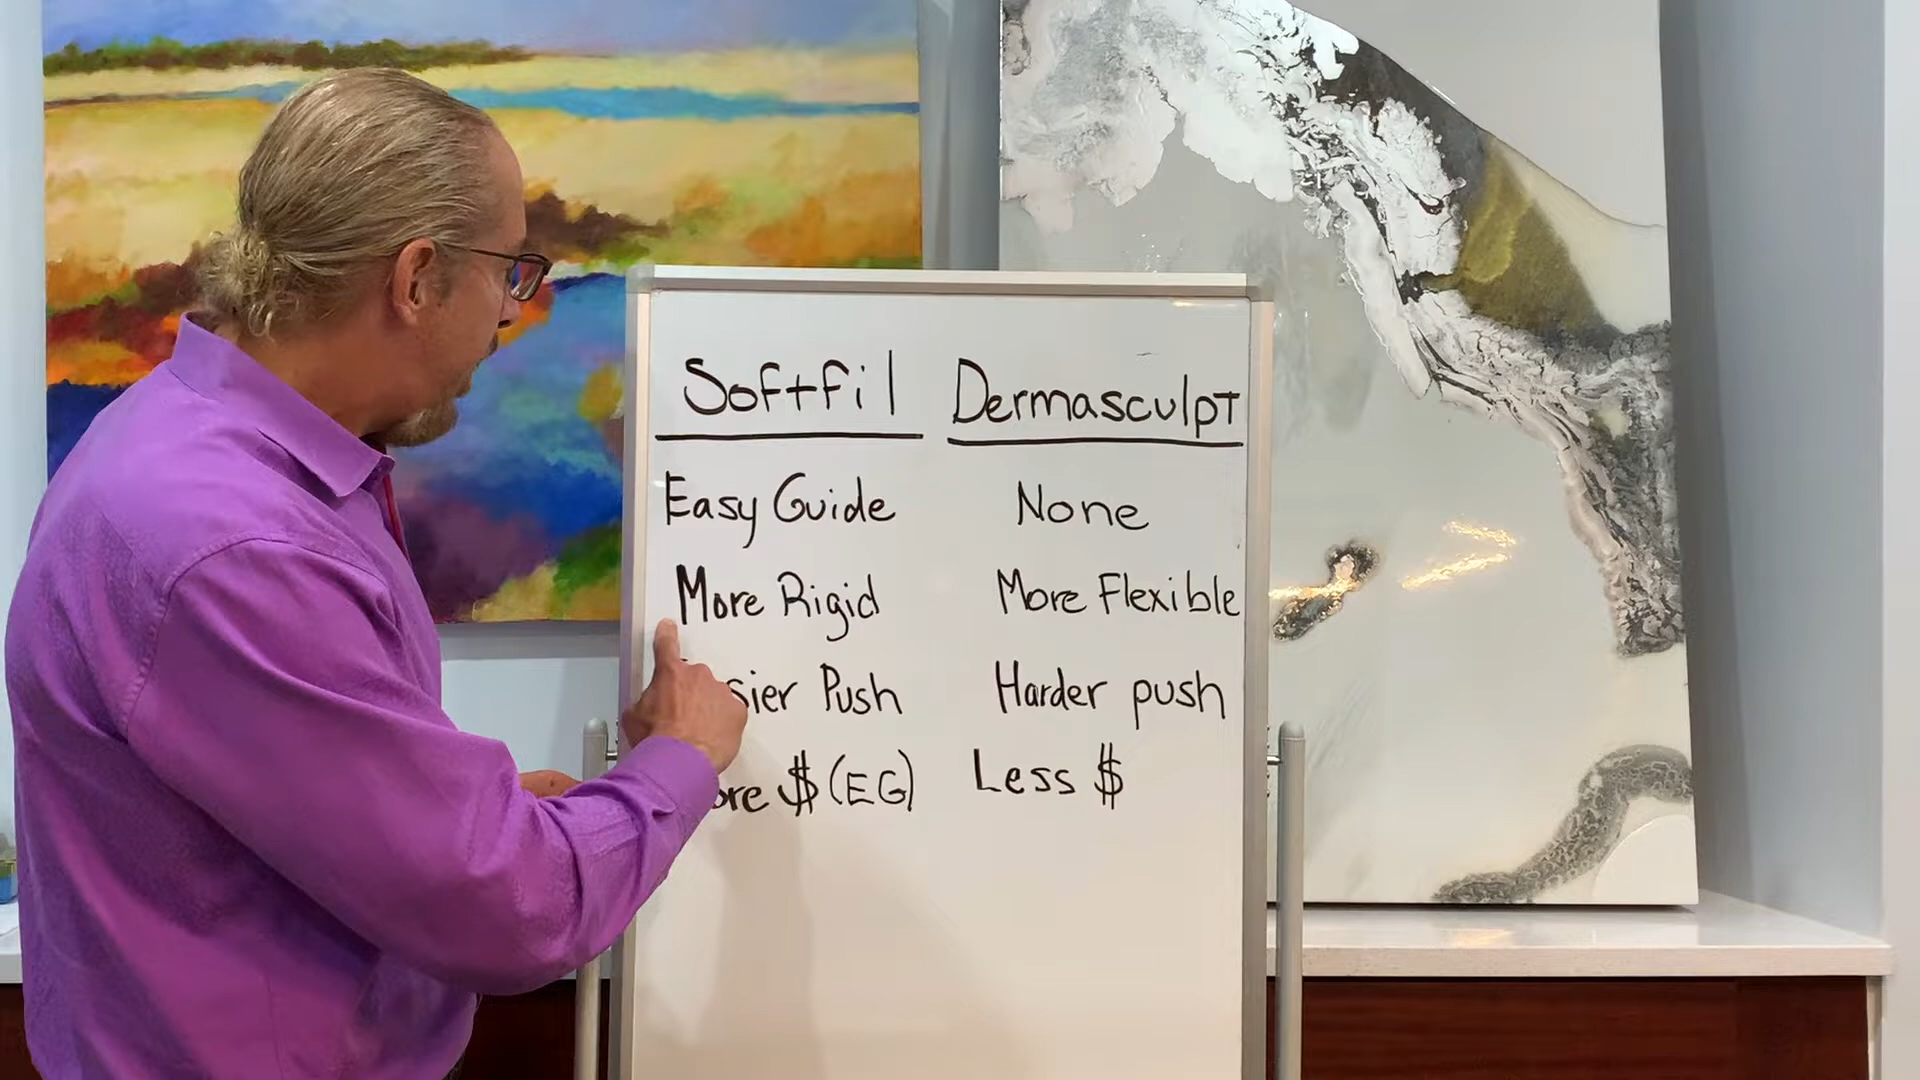 Softfil Dermasculpt
Easy Guide None
More Rigid More Flexible
Push Harder push
$ (EG) Less $